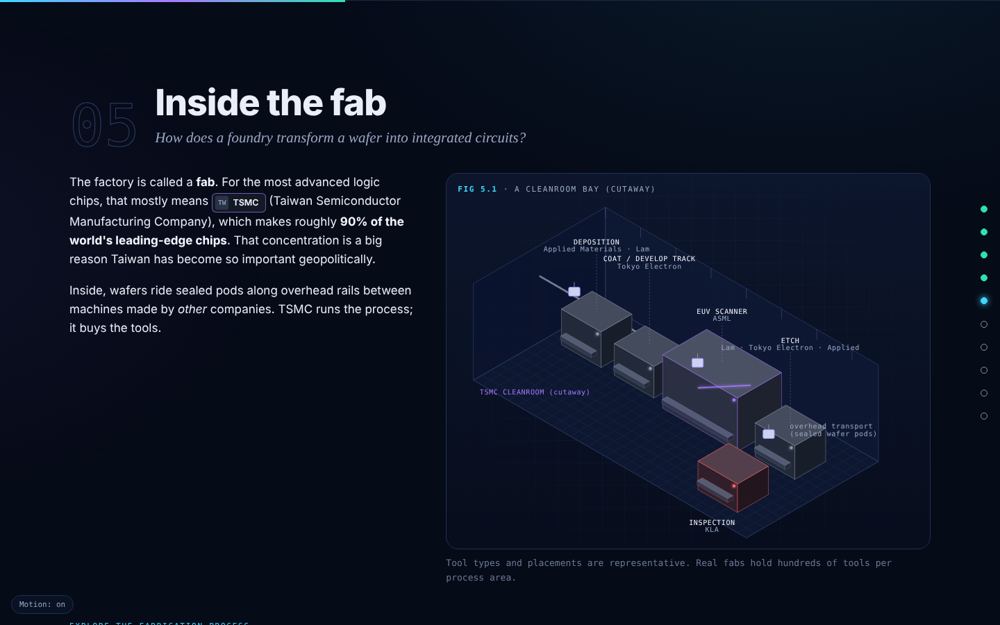 05
Inside the fab
How does a foundry transform a wafer into integrated circuits?
The factory is called a fab. For the most advanced logic
chips, that mostly means TW TSMC (Taiwan Semiconductor
Manufacturing Company), which makes roughly 90% of the
world's leading-edge chips. That concentration is a big
reason Taiwan has become so important geopolitically.
Inside, wafers ride sealed pods along overhead rails between
machines made by other companies. TSMC runs the process;
it buys the tools.
FIG 5.1 · A CLEANROOM BAY (CUTAWAY)
DEPOSITION
Applied Materials · Lam
COAT / DEVELOP TRACK
Tokyo Electron
EUV SCANNER
ASML
ETCH
Lam · Tokyo Electron · Applied
TSMC CLEANROOM (cutaway)
overhead transport
(sealed wafer pods)
INSPECTION
KLA
Tool types and placements are representative. Real fabs hold hundreds of tools per
process area.
Motion: on
EXPLORE THE FABRICATION PROCESS